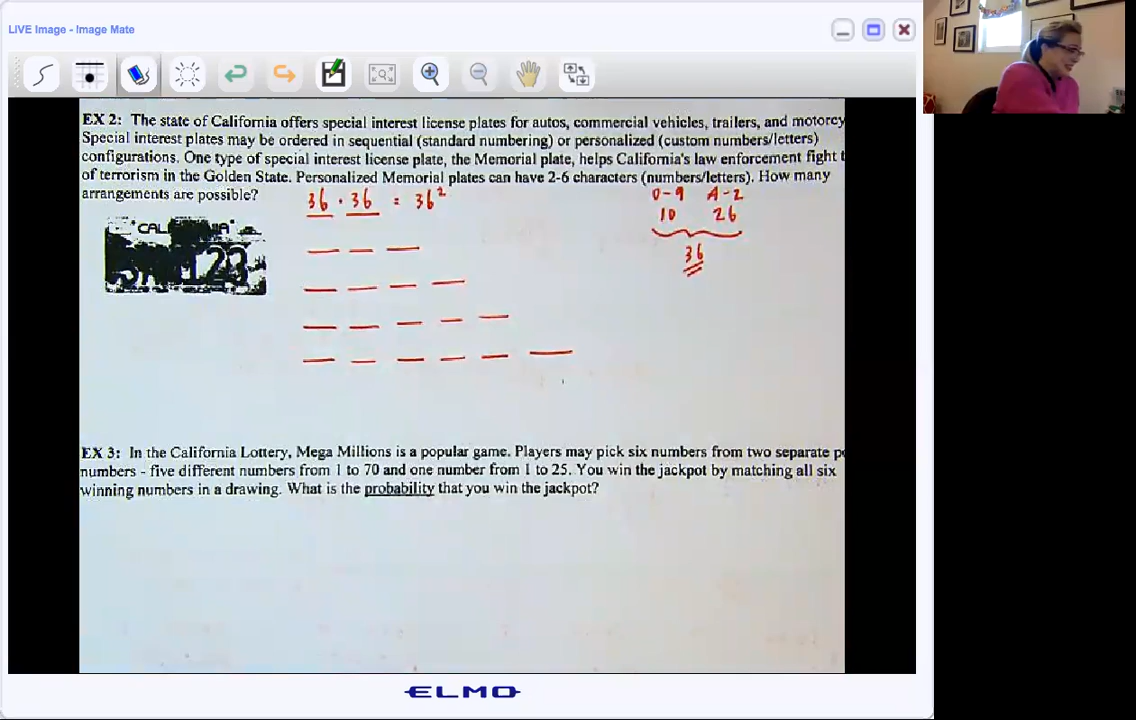 LIVE Image - Image Mate
EX 2: The state of California offers special interest license plates for autos, commercial vehicles, trailers, and motorcy
Special interest plates may be ordered in sequential (standard numbering) or personalized (custom numbers/letters)
configurations. One type of special interest license plate, the Memorial plate, helps California's law enforcement fight t
of terrorism in the Golden State. Personalized Memorial plates can have 2-6 characters (numbers/letters). How many
arrangements are possible?
36 · 36 = 36²
0-9 A-Z
10 26
36
123
EX 3: In the California Lottery, Mega Millions is a popular game. Players may pick six numbers from two separate p
numbers - five different numbers from 1 to 70 and one number from 1 to 25. You win the jackpot by matching all six
winning numbers in a drawing. What is the probability that you win the jackpot?
ELMO